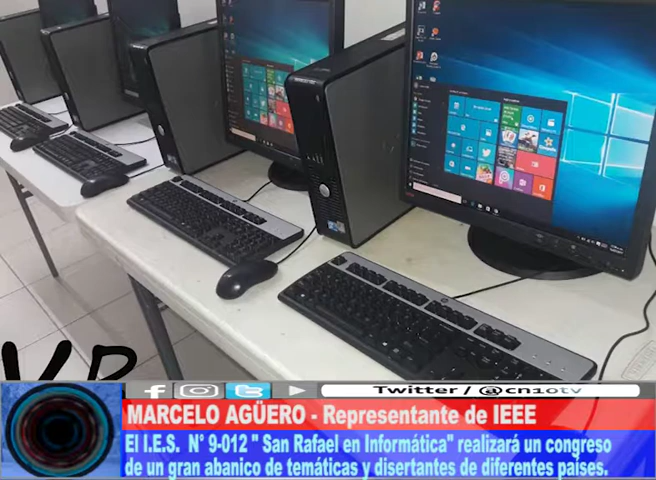 VR
Twitter / @cn10tv
MARCELO AGÜERO - Representante de IEEE
El I.E.S. N° 9-012 " San Rafael en Informática" realizará un congreso
de un gran abanico de temáticas y disertantes de diferentes países.